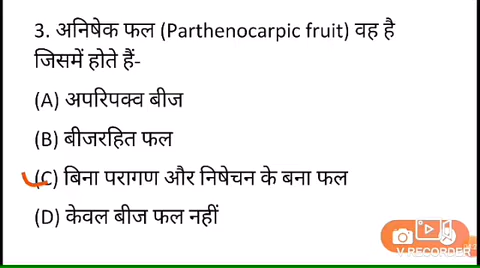 3. अनिषेक फल (Parthenocarpic fruit) वह है
जिसमें होते हैं-
(A) अपरिपक्व बीज
(B) बीजरहित फल
(C) बिना परागण और निषेचन के बना फल
(D) केवल बीज फल नहीं
V RECORDER